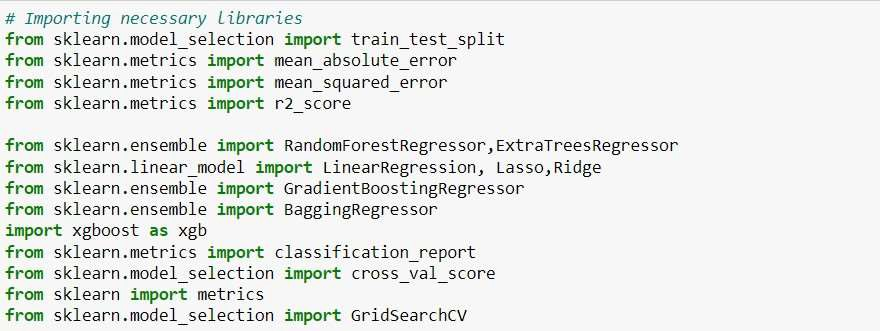 # Importing necessary libraries
from sklearn.model_selection import train_test_split
from sklearn.metrics import mean_absolute_error
from sklearn.metrics import mean_squared_error
from sklearn.metrics import r2_score
from sklearn.ensemble import RandomForestRegressor,ExtraTreesRegressor
from sklearn.linear_model import LinearRegression, Lasso,Ridge
from sklearn.ensemble import GradientBoostingRegressor
from sklearn.ensemble import BaggingRegressor
import xgboost as xgb
from sklearn.metrics import classification_report
from sklearn.model_selection import cross_val_score
from sklearn import metrics
from sklearn.model_selection import GridSearchCV